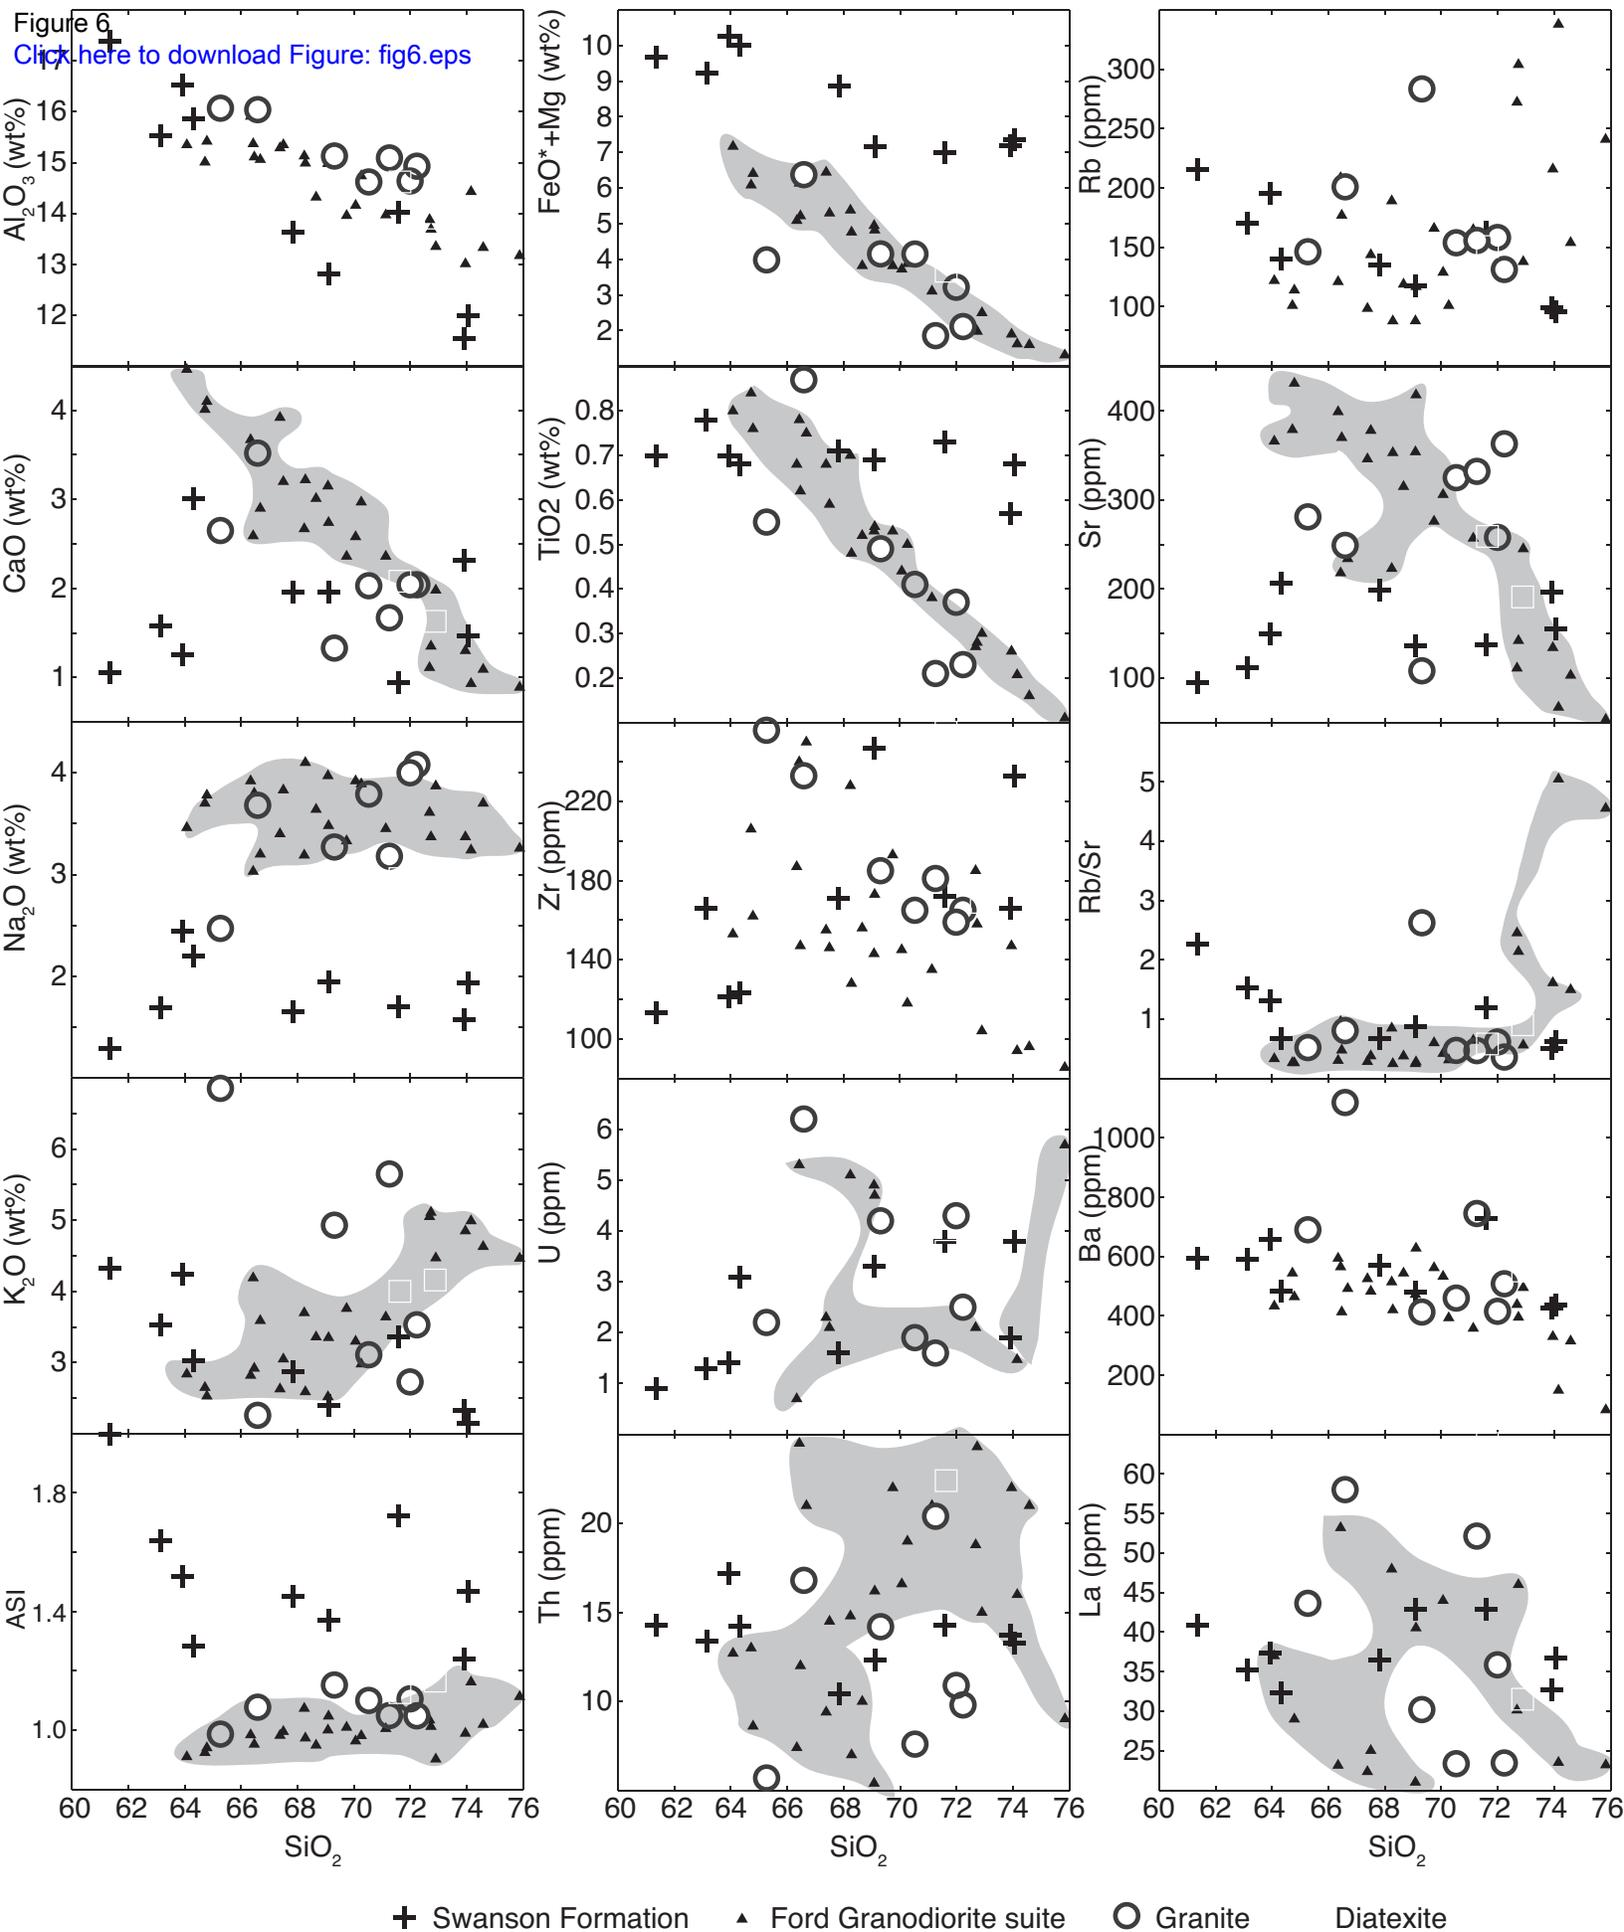 Figure 6
Click here to download Figure: fig6.eps
Al2O3 (wt%)
17
16
15
14
13
12
FeO*+Mg (wt%)
10
9
8
7
6
5
4
3
2
Rb (ppm)
300
250
200
150
100
CaO (wt%)
4
3
2
1
TiO2 (wt%)
0.8
0.7
0.6
0.5
0.4
0.3
0.2
Sr (ppm)
400
300
200
100
Na2O (wt%)
4
3
2
Zr (ppm)
220
180
140
100
Rb/Sr
5
4
3
2
1
K2O (wt%)
6
5
4
3
U (ppm)
6
5
4
3
2
1
Ba (ppm)
1000
800
600
400
200
ASI
1.8
1.4
1.0
Th (ppm)
20
15
10
La (ppm)
60
55
50
45
40
35
30
25
60 62 64 66 68 70 72 74 76
60 62 64 66 68 70 72 74 76
60 62 64 66 68 70 72 74 76
SiO2
SiO2
SiO2
Swanson Formation
Ford Granodiorite suite
Granite
Diatexite